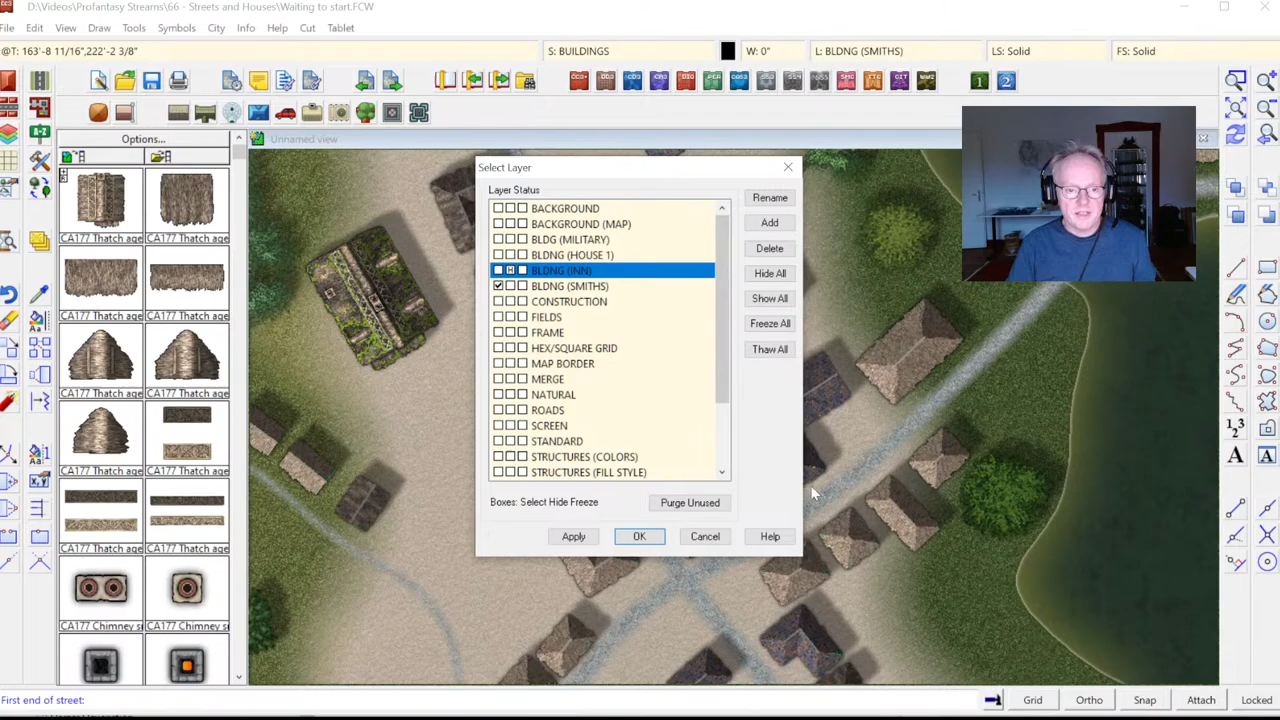 D:\Videos\Profantasy Streams\66 - Streets and Houses\Waiting to start.FCW
File Edit View Draw Tools Symbols City Info Help Cut Tablet
@T: 163'-8 11/16",222'-2 3/8" S: BUILDINGS W: 0" L: BLDNG (SMITHS) LS: Solid FS: Solid
Options...
Unnamed view
CA177 Thatch age CA177 Thatch age
CA177 Thatch age CA177 Thatch age
CA177 Thatch age CA177 Thatch age
CA177 Thatch age CA177 Thatch age
CA177 Thatch age CA177 Thatch age
CA177 Chimney s CA177 Chimney s
Select Layer
Layer Status
BACKGROUND
BACKGROUND (MAP)
BLDG (MILITARY)
BLDNG (HOUSE 1)
H BLDNG (INN)
BLDNG (SMITHS)
CONSTRUCTION
FIELDS
FRAME
HEX/SQUARE GRID
MAP BORDER
MERGE
NATURAL
ROADS
SCREEN
STANDARD
STRUCTURES (COLORS)
STRUCTURES (FILL STYLE)
Rename
Add
Delete
Hide All
Show All
Freeze All
Thaw All
Boxes: Select Hide Freeze Purge Unused
Apply OK Cancel Help
First end of street: Grid Ortho Snap Attach Locked